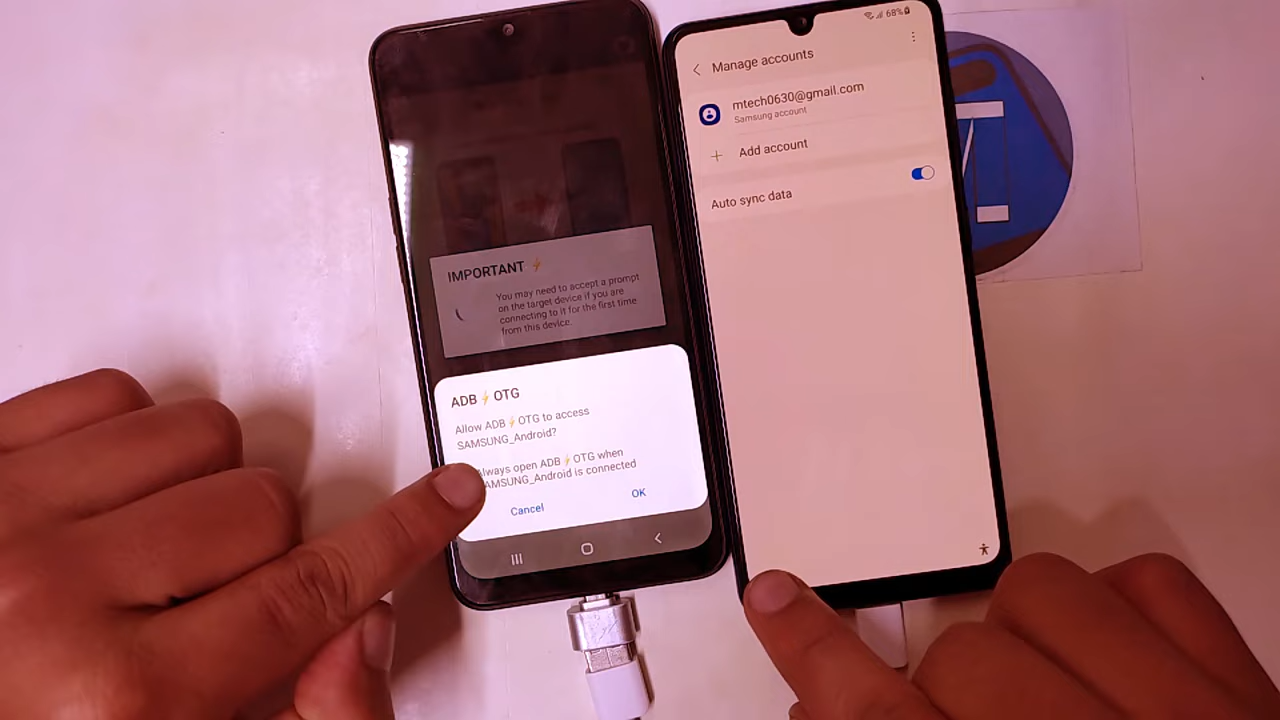 IMPORTANT ⚡
You may need to accept a prompt
on the target device if you are
connecting to it for the first time
from this device.
ADB⚡OTG
Allow ADB⚡OTG to access
SAMSUNG_Android?
Always open ADB⚡OTG when
SAMSUNG_Android is connected
Cancel
OK
68%
Manage accounts
mtech0630@gmail.com
Samsung account
Add account
Auto sync data